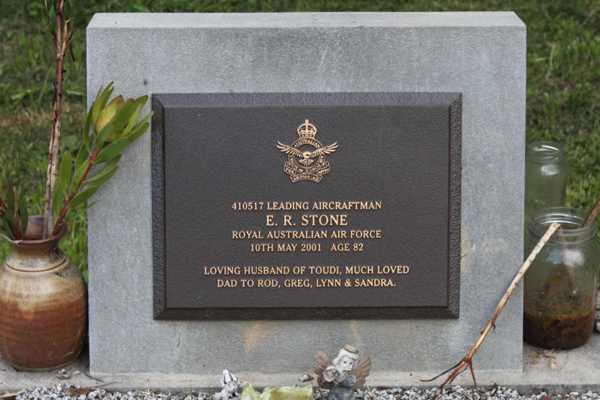 410517 LEADING AIRCRAFTMAN
E. R. STONE
ROYAL AUSTRALIAN AIR FORCE
10TH MAY 2001 AGE 82
LOVING HUSBAND OF TOUDI, MUCH LOVED
DAD TO ROD, GREG, LYNN & SANDRA.